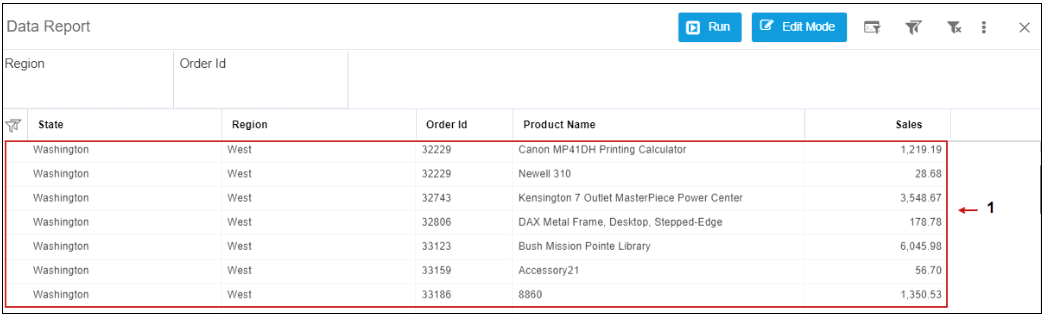 Data Report Run Edit Mode
Region Order Id
State Region Order Id Product Name Sales
Washington West 32229 Canon MP41DH Printing Calculator 1,219.19
Washington West 32229 Newell 310 28.68
Washington West 32743 Kensington 7 Outlet MasterPiece Power Center 3,548.67
Washington West 32806 DAX Metal Frame, Desktop, Stepped-Edge 178.78
1
Washington West 33123 Bush Mission Pointe Library 6,045.98
Washington West 33159 Accessory21 56.70
Washington West 33186 8860 1,350.53